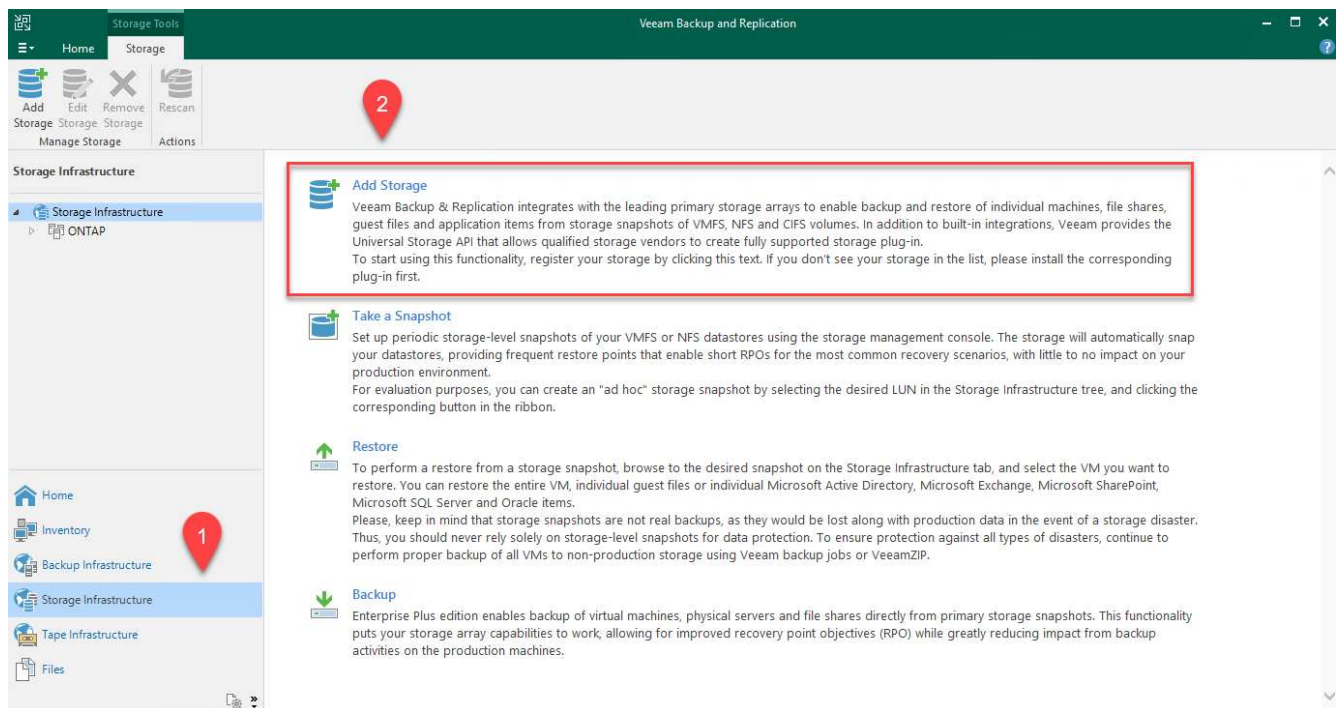 Storage Tools
Veeam Backup and Replication
Home Storage
Add Storage
Edit Storage
Remove Storage
Rescan
Manage Storage
Actions
2
Storage Infrastructure
Storage Infrastructure
ONTAP
Add Storage
Veeam Backup & Replication integrates with the leading primary storage arrays to enable backup and restore of individual machines, file shares,
guest files and application items from storage snapshots of VMFS, NFS and CIFS volumes. In addition to built-in integrations, Veeam provides the
Universal Storage API that allows qualified storage vendors to create fully supported storage plug-in.
To start using this functionality, register your storage by clicking this text. If you don't see your storage in the list, please install the corresponding
plug-in first.
Take a Snapshot
Set up periodic storage-level snapshots of your VMFS or NFS datastores using the storage management console. The storage will automatically snap
your datastores, providing frequent restore points that enable short RPOs for the most common recovery scenarios, with little to no impact on your
production environment.
For evaluation purposes, you can create an "ad hoc" storage snapshot by selecting the desired LUN in the Storage Infrastructure tree, and clicking the
corresponding button in the ribbon.
Restore
To perform a restore from a storage snapshot, browse to the desired snapshot on the Storage Infrastructure tab, and select the VM you want to
restore. You can restore the entire VM, individual guest files or individual Microsoft Active Directory, Microsoft Exchange, Microsoft SharePoint,
Microsoft SQL Server and Oracle items.
Please, keep in mind that storage snapshots are not real backups, as they would be lost along with production data in the event of a storage disaster.
Thus, you should never rely solely on storage-level snapshots for data protection. To ensure protection against all types of disasters, continue to
perform proper backup of all VMs to non-production storage using Veeam backup jobs or VeeamZIP.
Backup
Enterprise Plus edition enables backup of virtual machines, physical servers and file shares directly from primary storage snapshots. This functionality
puts your storage array capabilities to work, allowing for improved recovery point objectives (RPO) while greatly reducing impact from backup
activities on the production machines.
Home
Inventory
1
Backup Infrastructure
Storage Infrastructure
Tape Infrastructure
Files